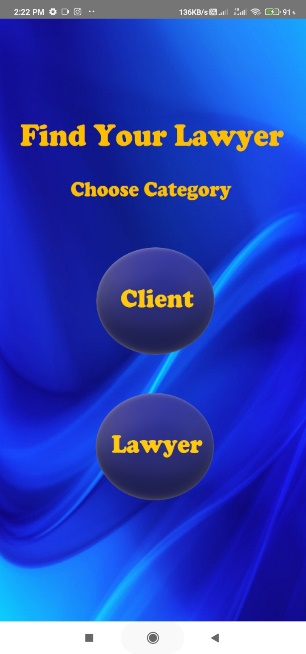 2:22 PM
136KB/s
91
Find Your Lawyer
Choose Category
Client
Lawyer